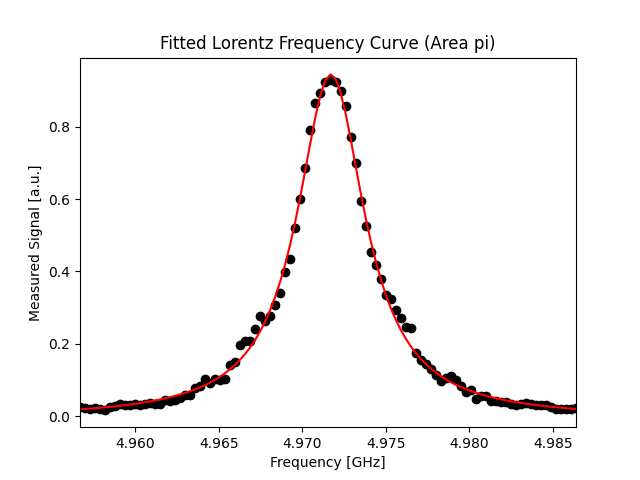 Fitted Lorentz Frequency Curve (Area pi)
Measured Signal [a.u.]
0.8
0.6
0.4
0.2
0.0
4.960 4.965 4.970 4.975 4.980 4.985
Frequency [GHz]